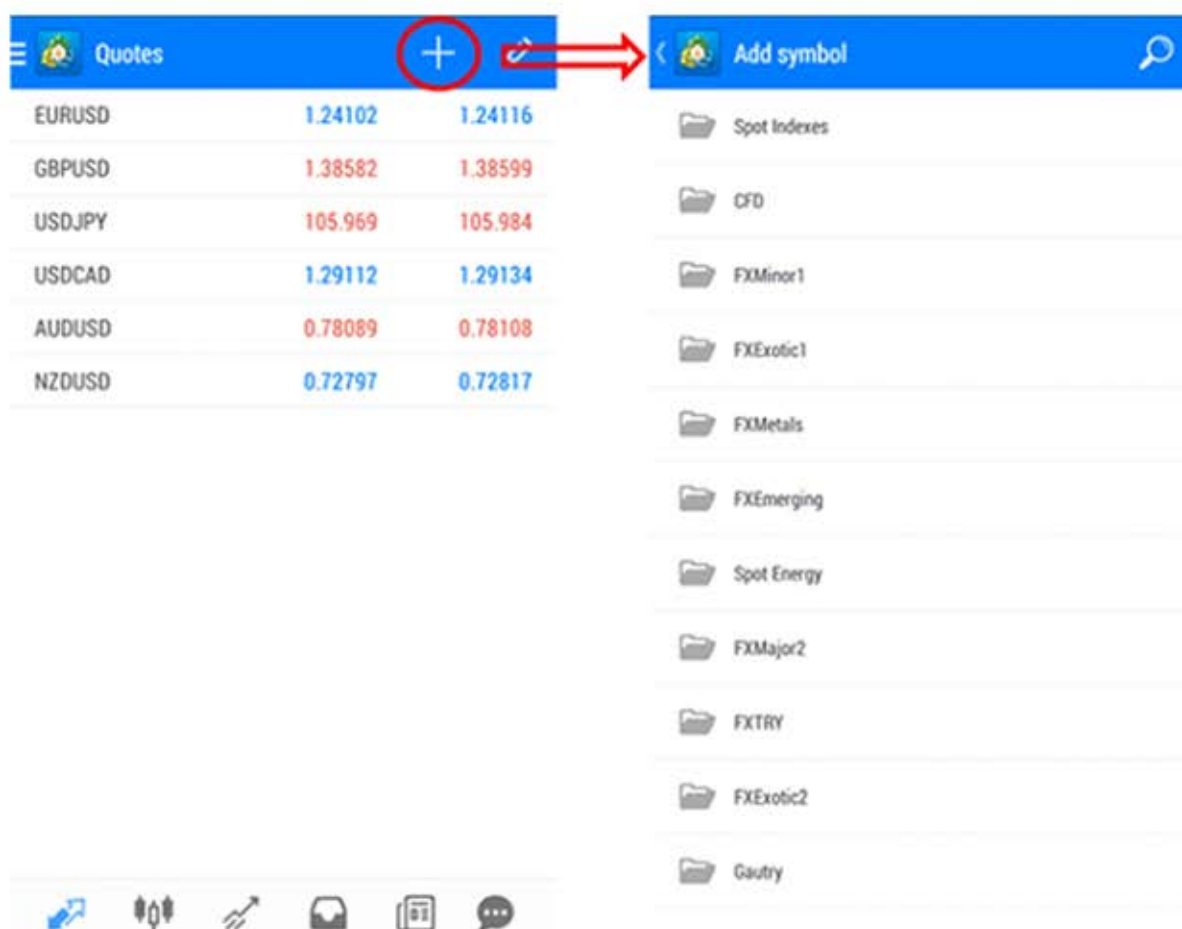 Quotes
EURUSD 1.24102 1.24116
GBPUSD 1.38582 1.38599
USDJPY 105.969 105.984
USDCAD 1.29112 1.29134
AUDUSD 0.78089 0.78108
NZDUSD 0.72797 0.72817
Add symbol
Spot Indexes
CFD
FXMinor1
FXExotic1
FXMetals
FXEmerging
Spot Energy
FXMajor2
FXTRY
FXExotic2
Gautry